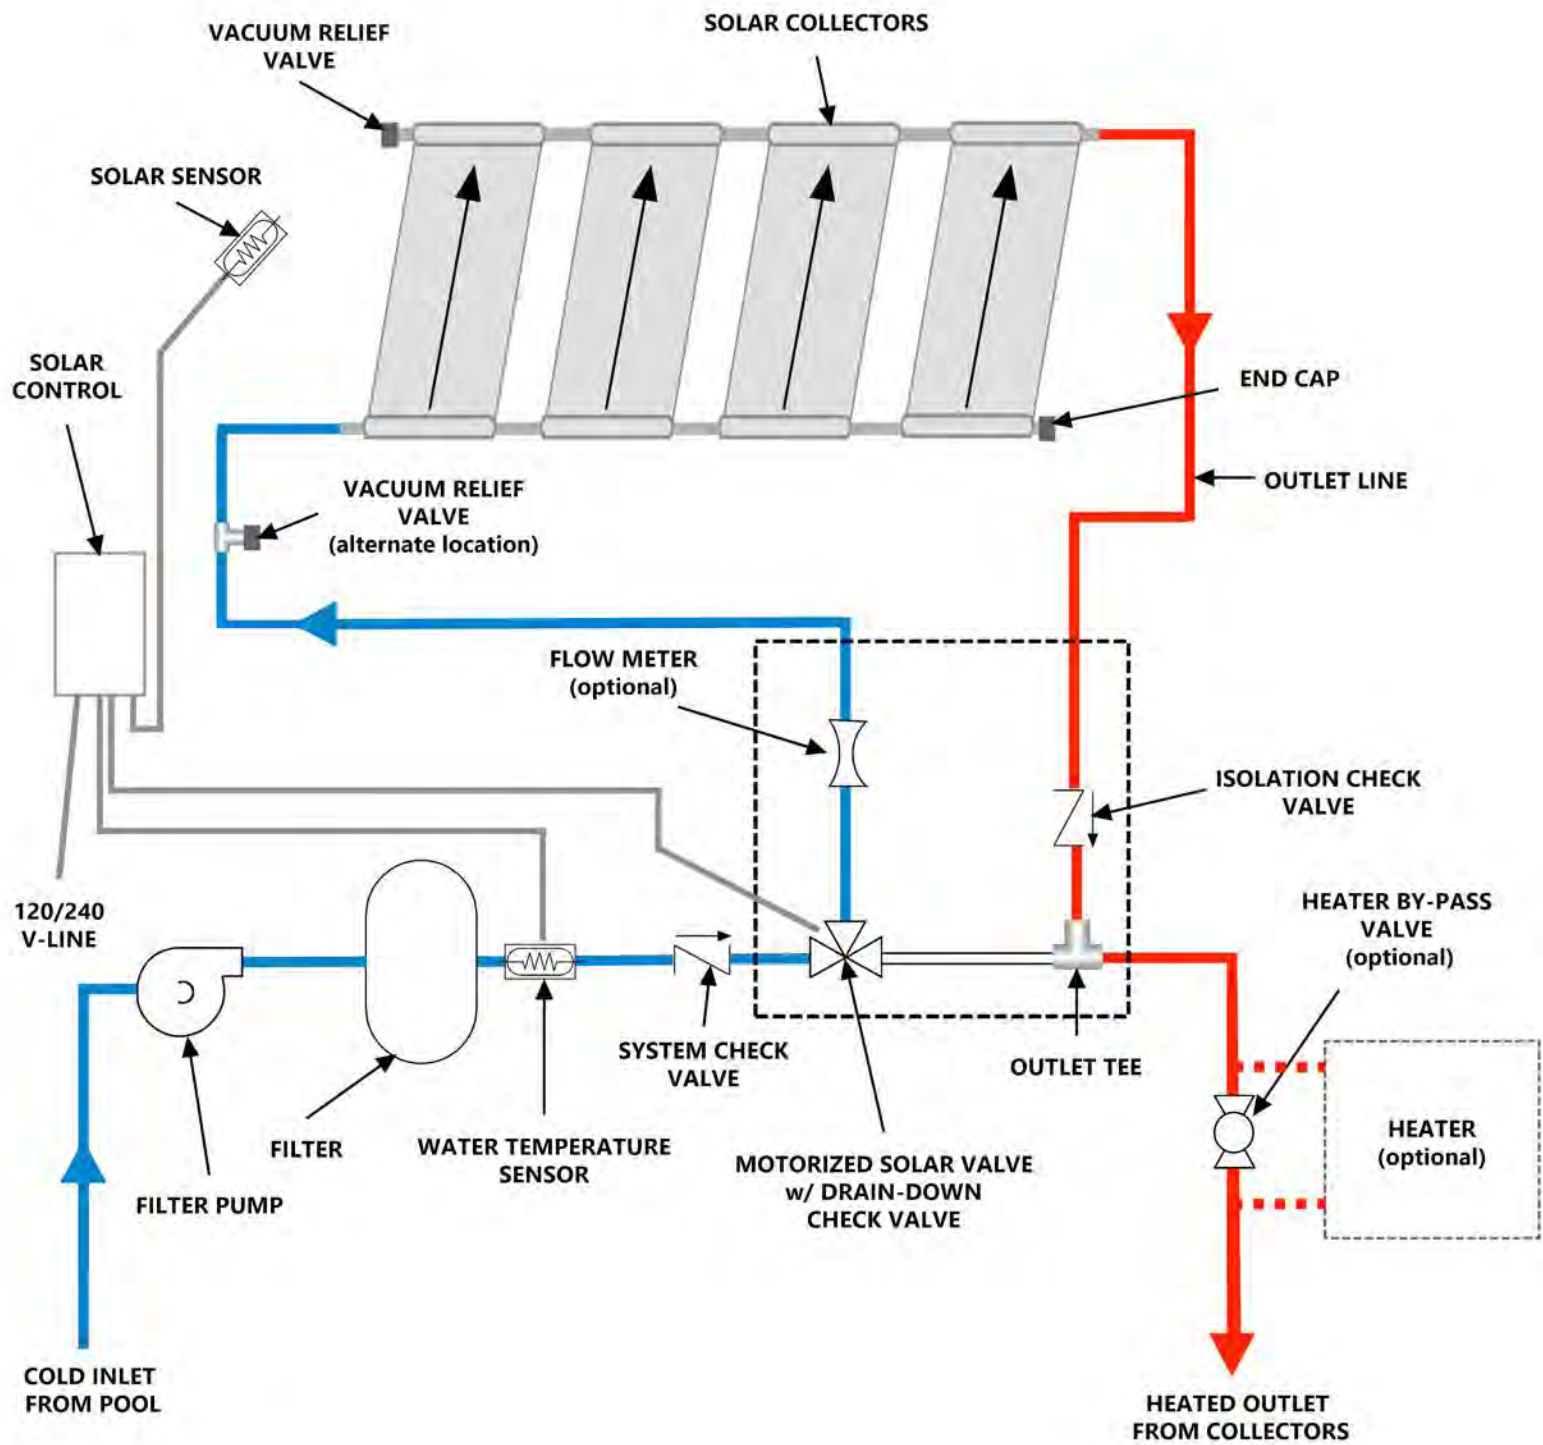 VACUUM RELIEF
VALVE
SOLAR COLLECTORS
SOLAR SENSOR
SOLAR
CONTROL
END CAP
OUTLET LINE
VACUUM RELIEF
VALVE
(alternate location)
FLOW METER
(optional)
ISOLATION CHECK
VALVE
120/240
V-LINE
HEATER BY-PASS
VALVE
(optional)
SYSTEM CHECK
VALVE
OUTLET TEE
HEATER
(optional)
FILTER
WATER TEMPERATURE
SENSOR
MOTORIZED SOLAR VALVE
w/ DRAIN-DOWN
CHECK VALVE
FILTER PUMP
COLD INLET
FROM POOL
HEATED OUTLET
FROM COLLECTORS